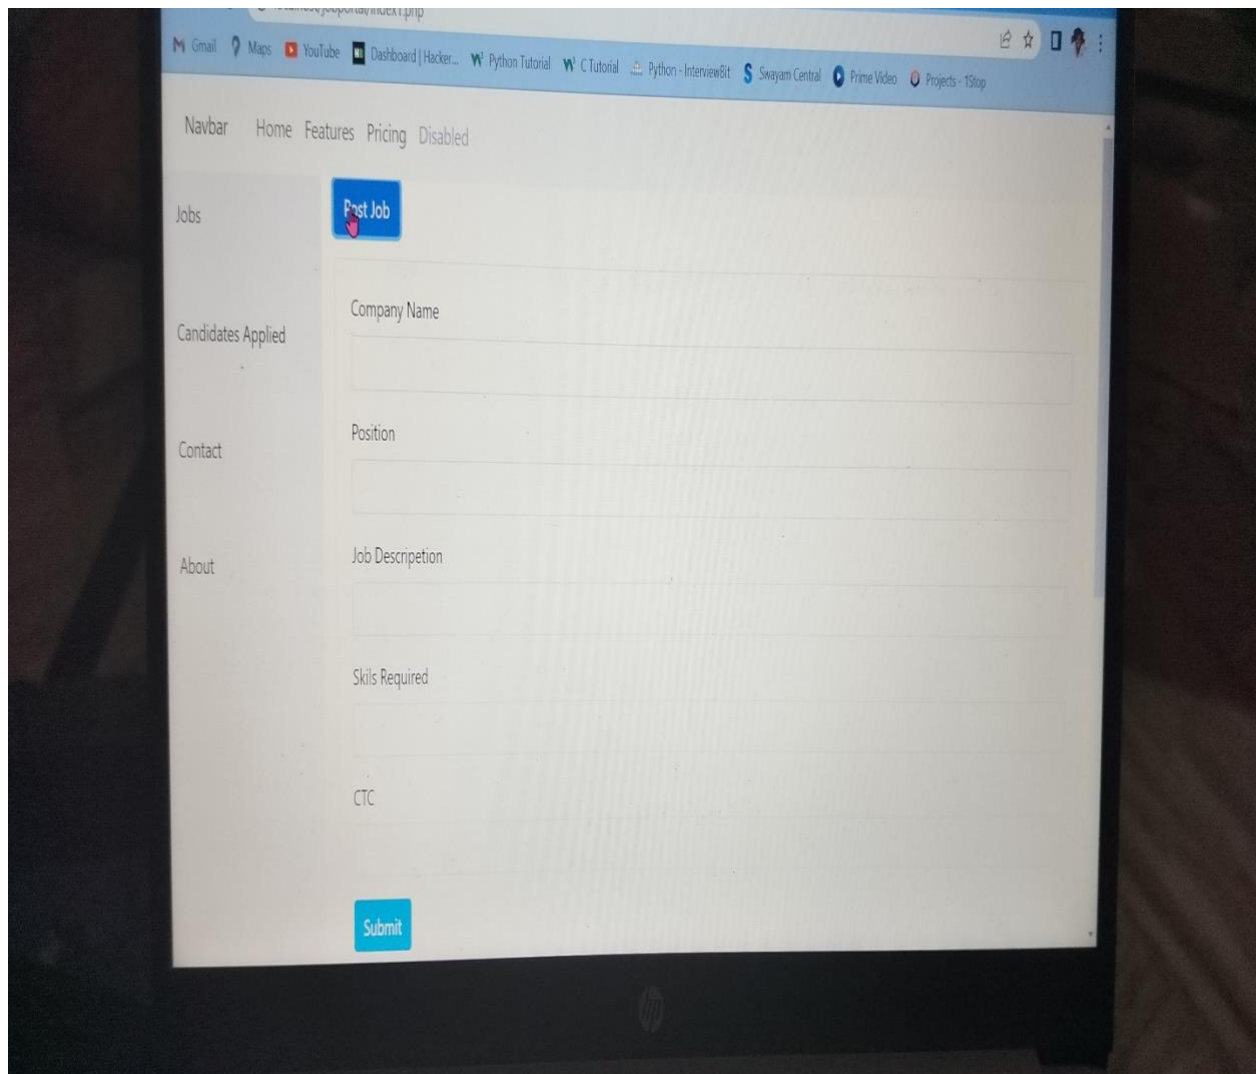 Gmail Maps YouTube Dashboard | Hacker... Python Tutorial C Tutorial Python - InterviewBit Swayam Central Prime Video Projects - 1Stop
Navbar Home Features Pricing Disabled
Jobs
Post Job
Company Name
Candidates Applied
Position
Contact
Job Descripetion
About
Skils Required
CTC
Submit
hp